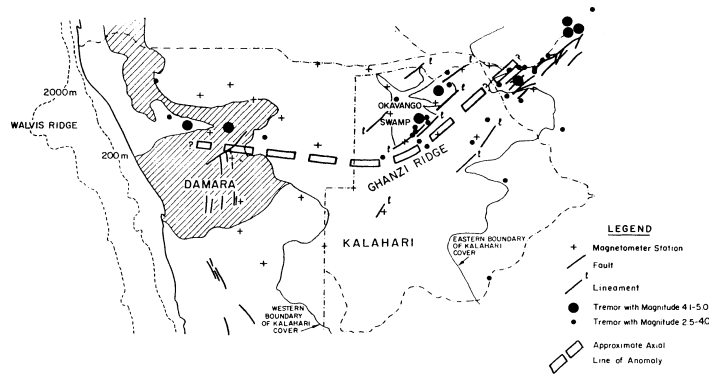 2000m
WALVIS RIDGE
200m
?
DAMARA
OKAVANGO
SWAMP
GHANZI RIDGE
KALAHARI
?
t
t
t
t
t
t
t
t
WESTERN
BOUNDARY
OF KALAHARI
COVER
EASTERN BOUNDARY
OF KALAHARI
COVER
LEGEND
+ Magnetometer Station
Fault
t
Lineament
Tremor with Magnitude 4.1-5.0
Tremor with Magnitude 2.5-4.0
Approximate Axial
Line of Anomaly